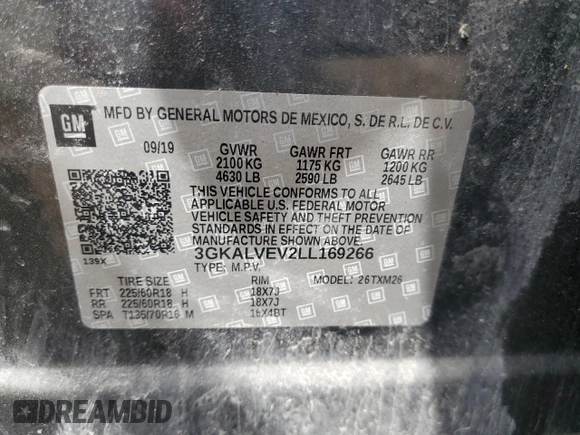 GM MFD BY GENERAL MOTORS DE MEXICO, S. DE R.L. DE C.V.
09/19 GVWR GAWR FRT GAWR RR
2100 KG 1175 KG 1200 KG
4630 LB 2590 LB 2645 LB
THIS VEHICLE CONFORMS TO ALL
APPLICABLE U.S. FEDERAL MOTOR
VEHICLE SAFETY AND THEFT PREVENTION
STANDARDS IN EFFECT ON THE DATE OF
MANUFACTURE SHOWN ABOVE.
139X 3GKALVEV2LL169266
TYPE: M.P.V. MODEL: 26TXM26
TIRE SIZE RIM
FRT 225/60R18 H 18X7J
RR 225/60R18 H 18X7J
SPA T135/70R16 M 16X4BT
DREAMBID